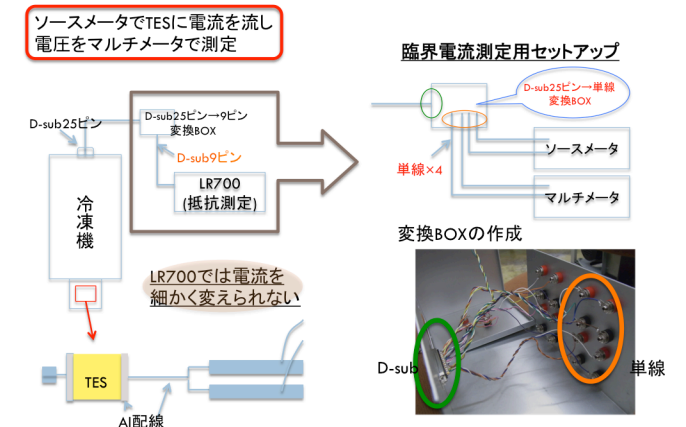 ソースメータでTESに電流を流し
電圧をマルチメータで測定
臨界電流測定用セットアップ
D-sub25ピン
D-sub25ピン→9ピン
変換BOX
D-sub9ピン
LR700
(抵抗測定)
冷凍機
D-sub25ピン→単線
変換BOX
ソースメータ
単線×4
マルチメータ
LR700では電流を
細かく変えられない
変換BOXの作成
TES
Al配線
D-sub
単線